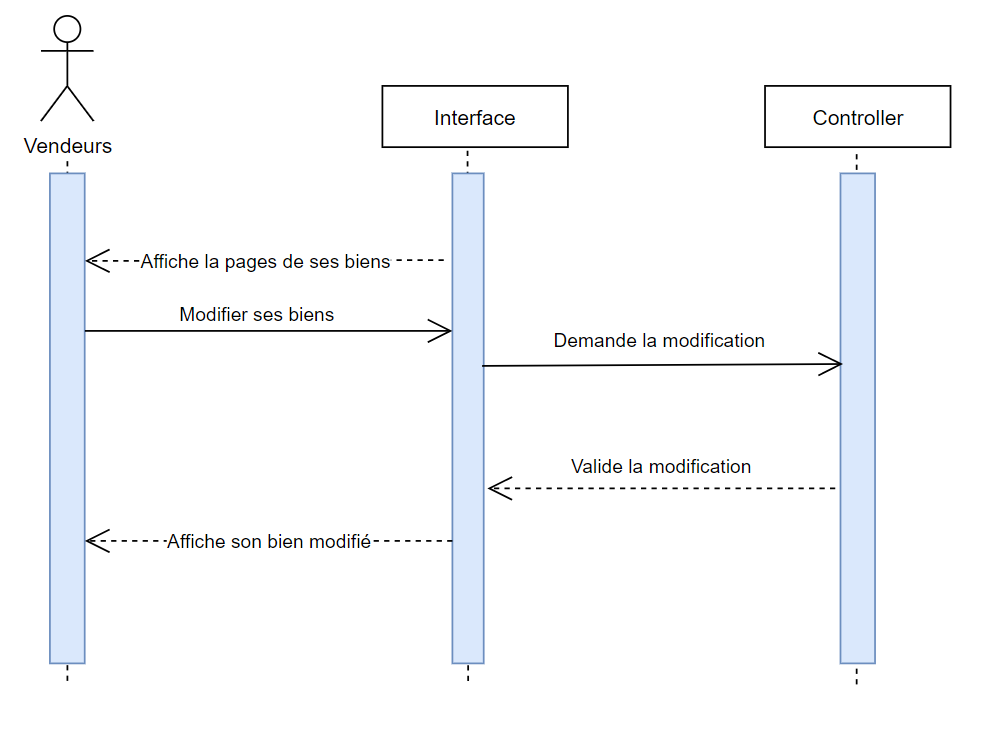 Vendeurs
Interface
Controller
Affiche la pages de ses biens
Modifier ses biens
Demande la modification
Valide la modification
Affiche son bien modifié